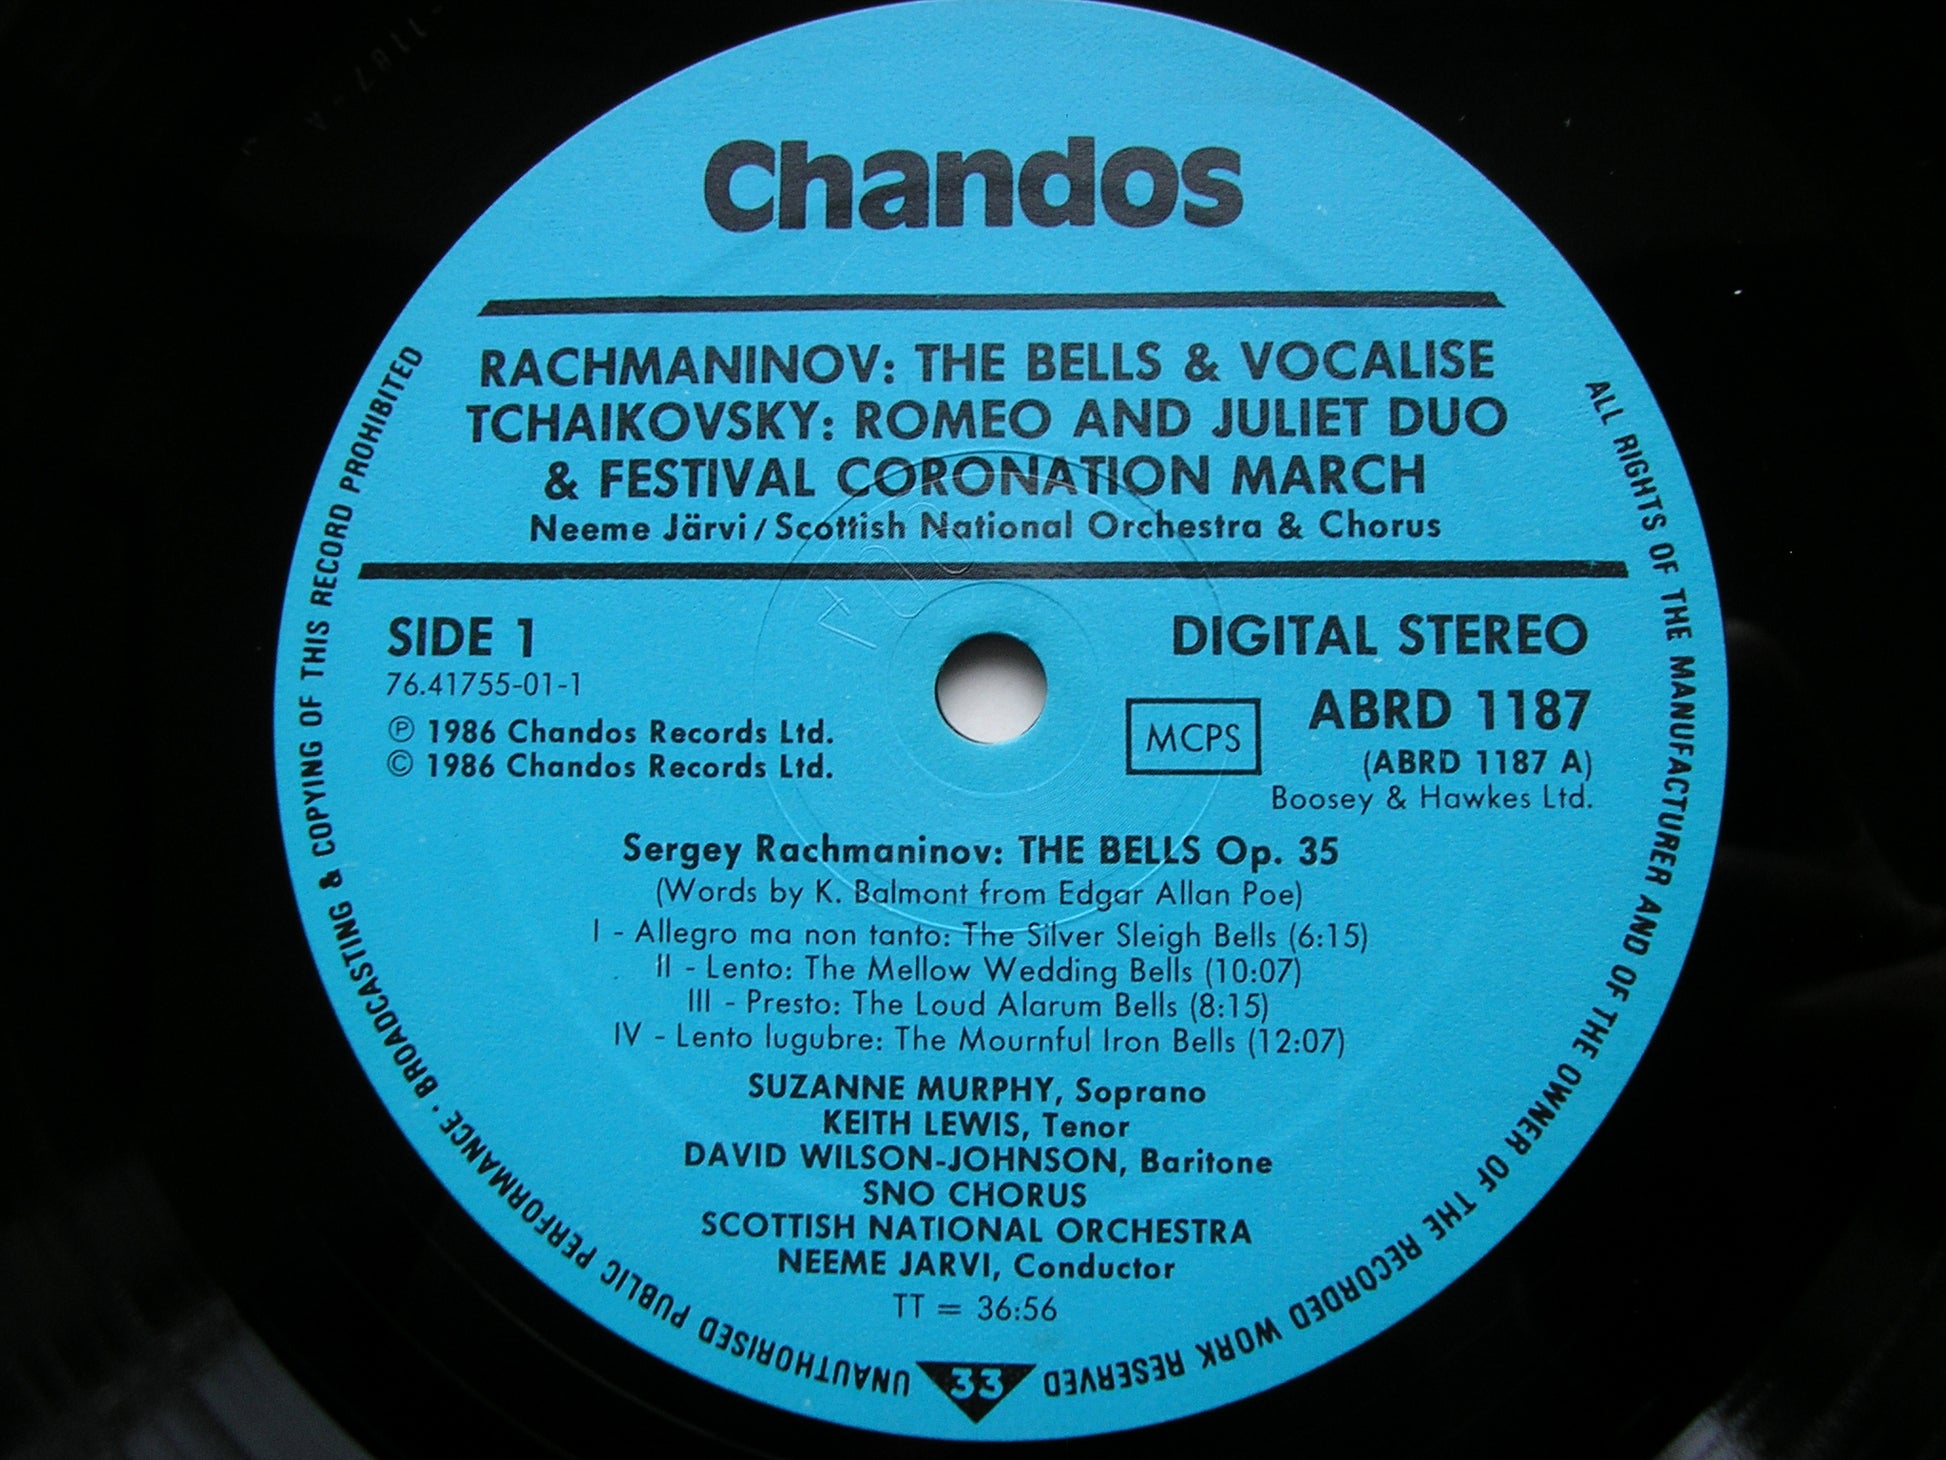 Chandos
RACHMANINOV: THE BELLS & VOCALISE
TCHAIKOVSKY: ROMEO AND JULIET DUO
& FESTIVAL CORONATION MARCH
Neeme Järvi/Scottish National Orchestra & Chorus
SIDE 1
76.41755-01-1
℗ 1986 Chandos Records Ltd.
© 1986 Chandos Records Ltd.
DIGITAL STEREO
MCPS
ABRD 1187
(ABRD 1187 A)
Boosey & Hawkes Ltd.
Sergey Rachmaninov: THE BELLS Op. 35
(Words by K. Balmont from Edgar Allan Poe)
I - Allegro ma non tanto: The Silver Sleigh Bells (6:15)
II - Lento: The Mellow Wedding Bells (10:07)
III - Presto: The Loud Alarum Bells (8:15)
IV - Lento lugubre: The Mournful Iron Bells (12:07)
SUZANNE MURPHY, Soprano
KEITH LEWIS, Tenor
DAVID WILSON-JOHNSON, Baritone
SNO CHORUS
SCOTTISH NATIONAL ORCHESTRA
NEEME JARVI, Conductor
TT = 36:56
33
ALL RIGHTS OF THE MANUFACTURER AND OF THE OWNER OF THE RECORDED WORK RESERVED
UNAUTHORISED PUBLIC PERFORMANCE, BROADCASTING & COPYING OF THIS RECORD PROHIBITED